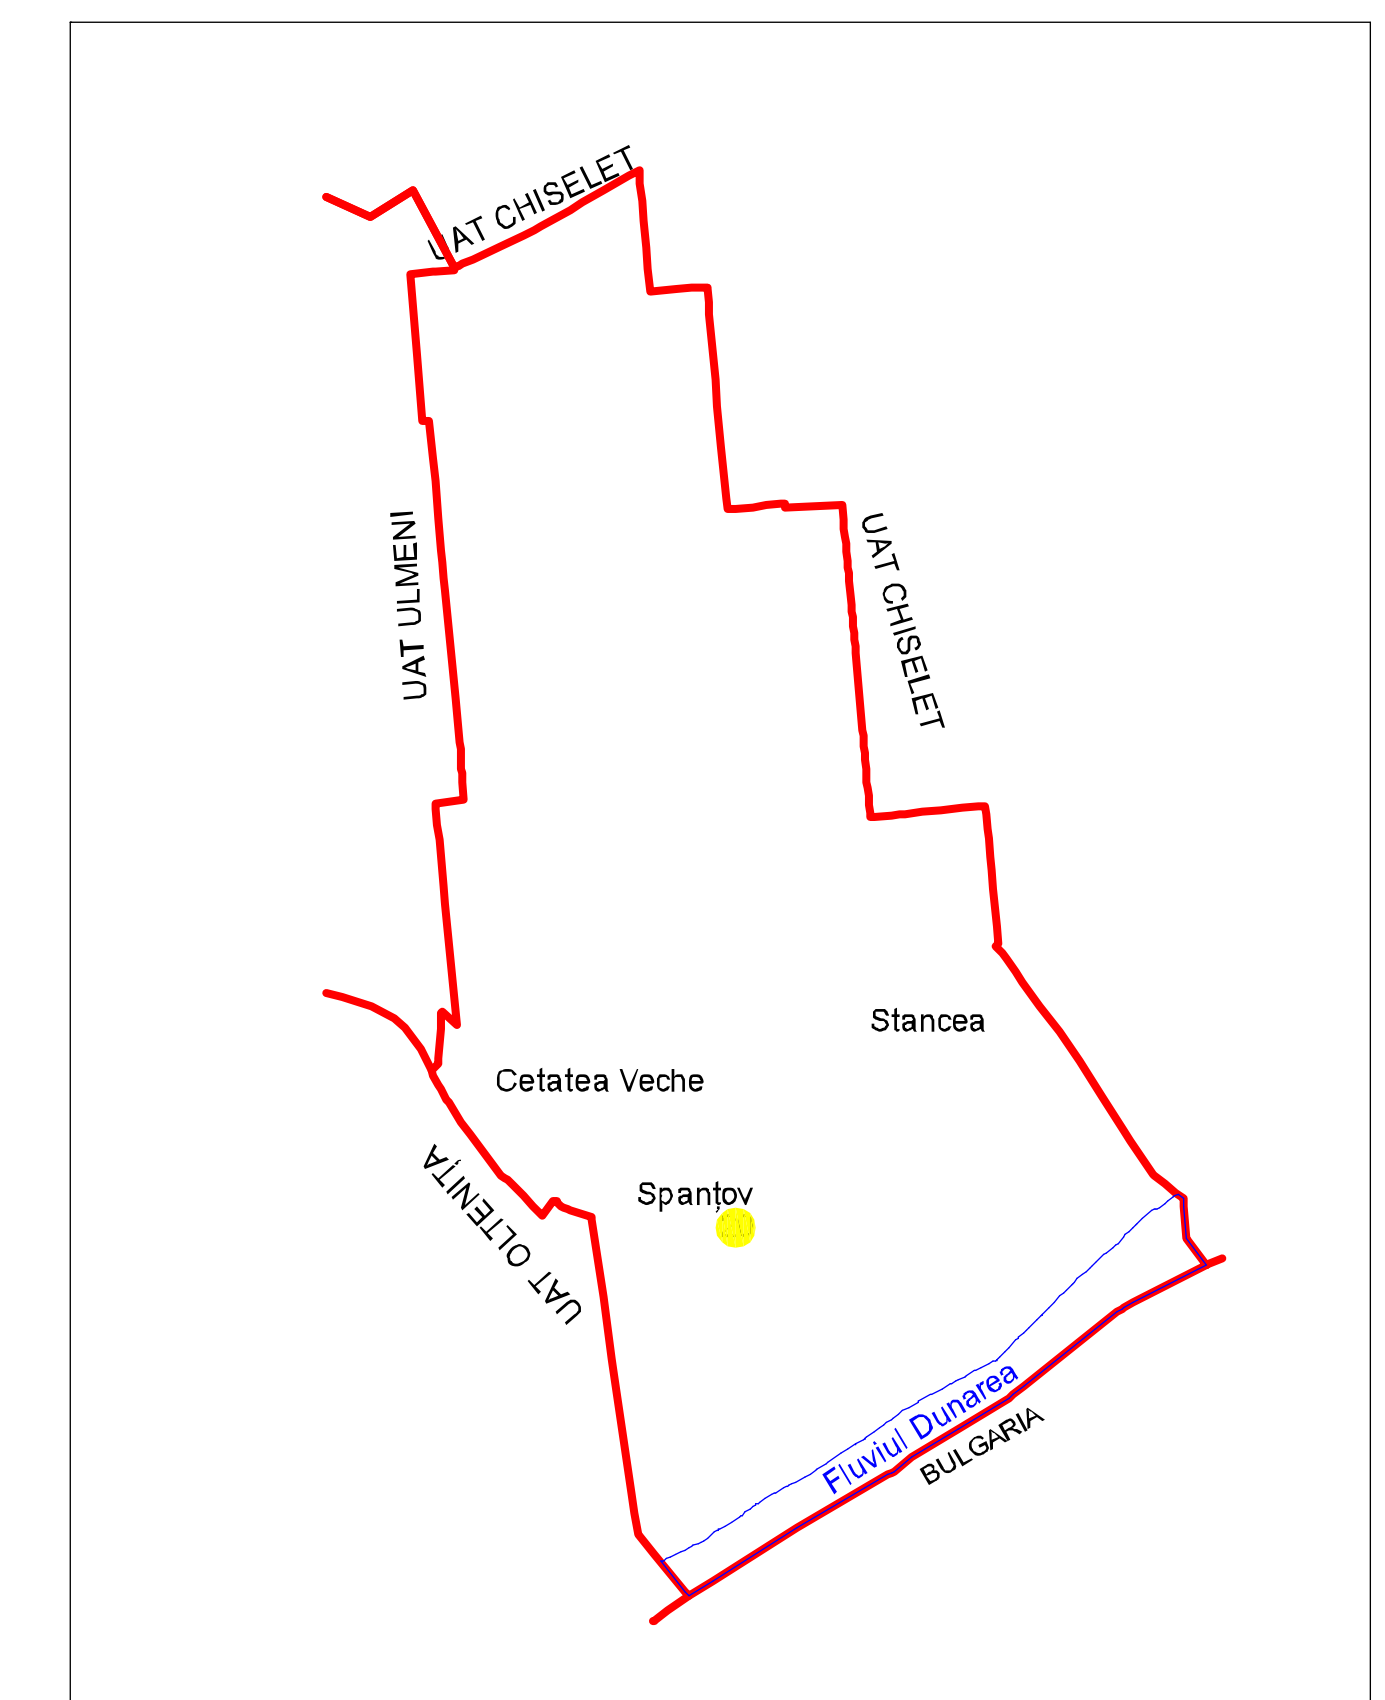 UAT CHISELET
UAT ULMENI
UAT CHISELET
Stancea
Cetatea Veche
UAT OLTENIȚA
Spanțov
Fluviul Dunarea
BULGARIA